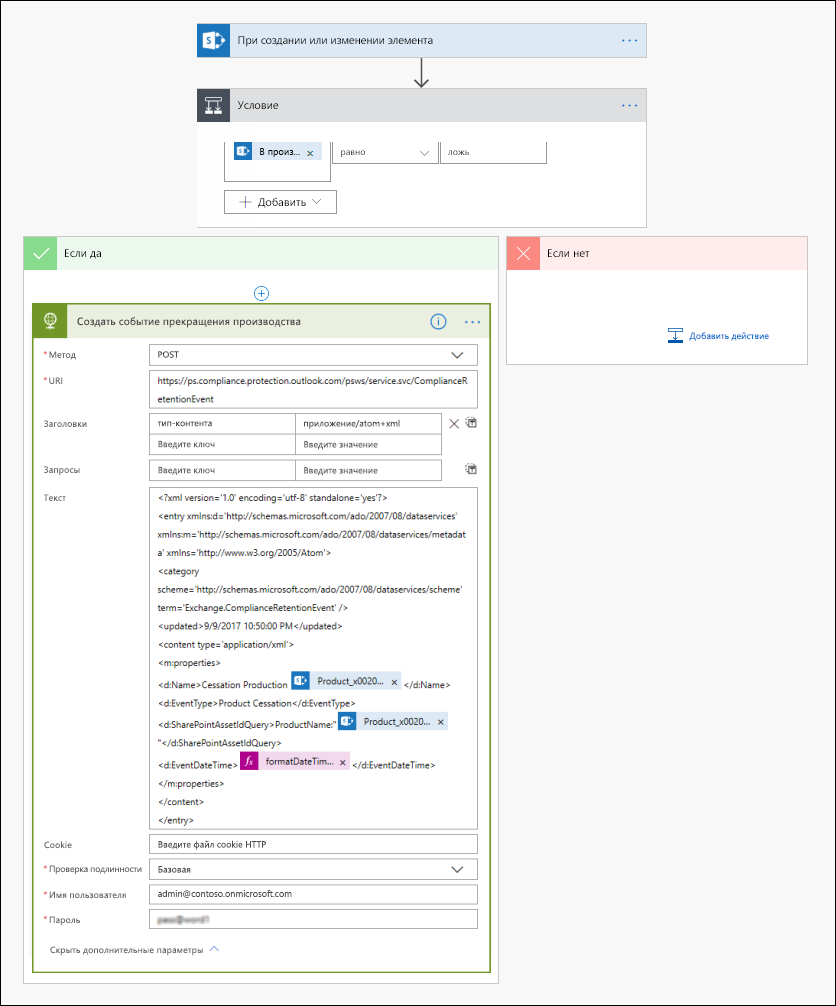 При создании или изменении элемента
Условие
В произ...
равно
ложь
Добавить
Если да
Если нет
Добавить действие
Создать событие прекращения производства
* Метод
POST
* URI
https://ps.compliance.protection.outlook.com/psws/service.svc/ComplianceR
etentionEvent
Заголовки
тип-контента
приложение/atom+xml
Введите ключ
Введите значение
Запросы
Введите ключ
Введите значение
Текст
<?xml version='1.0' encoding='utf-8' standalone='yes'?>
<entry xmlns:d='http://schemas.microsoft.com/ado/2007/08/dataservices'
xmlns:m='http://schemas.microsoft.com/ado/2007/08/dataservices/metadat
a' xmlns='http://www.w3.org/2005/Atom'>
<category
scheme='http://schemas.microsoft.com/ado/2007/08/dataservices/scheme'
term='Exchange.ComplianceRetentionEvent' />
<updated>9/9/2017 10:50:00 PM</updated>
<content type='application/xml'>
<m:properties>
<d:Name>Cessation Production Product_x0020... </d:Name>
<d:EventType>Product Cessation</d:EventType>
<d:SharePointAssetIdQuery>ProductName:" Product_x0020...
"</d:SharePointAssetIdQuery>
<d:EventDateTime> formatDateTim... </d:EventDateTime>
</m:properties>
</content>
</entry>
Cookie
Введите файл cookie HTTP
* Проверка подлинности
Базовая
* Имя пользователя
admin@contoso.onmicrosoft.com
* Пароль
Скрыть дополнительные параметры